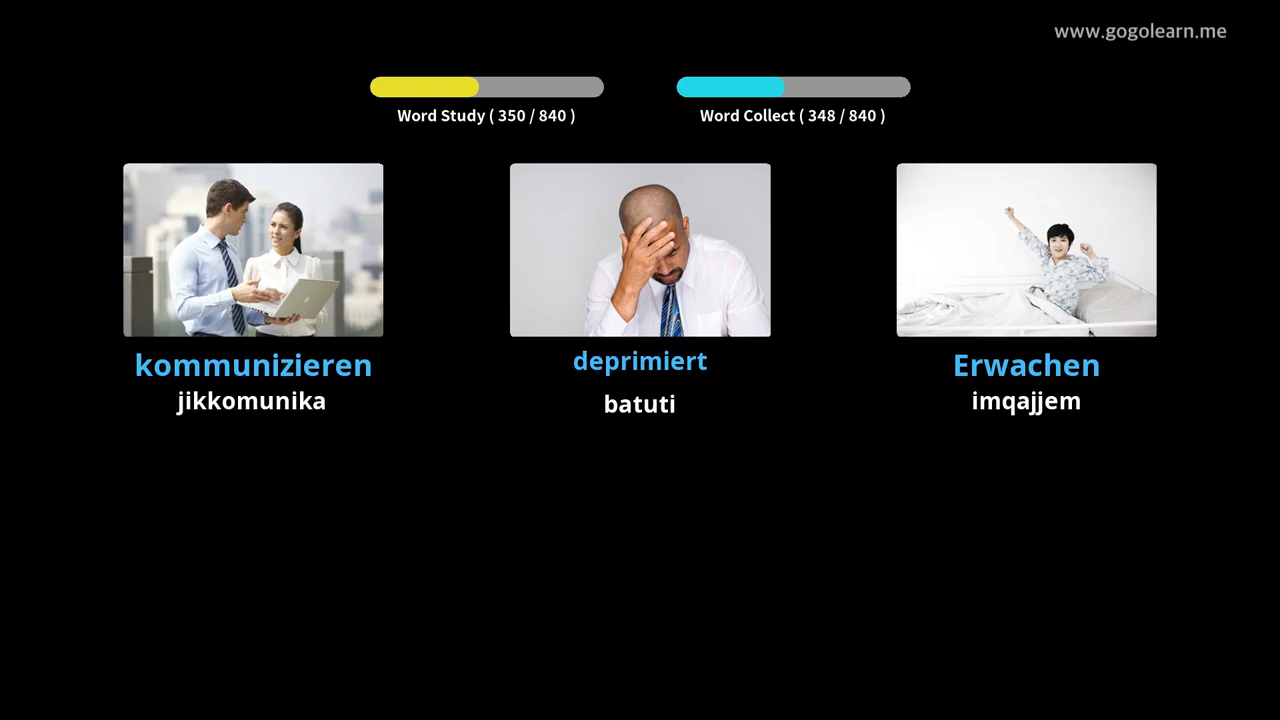 www.gogolearn.me
Word Study ( 350 / 840 )
Word Collect ( 348 / 840 )
kommunizieren
jikkomunika
deprimiert
batuti
Erwachen
imqajjem